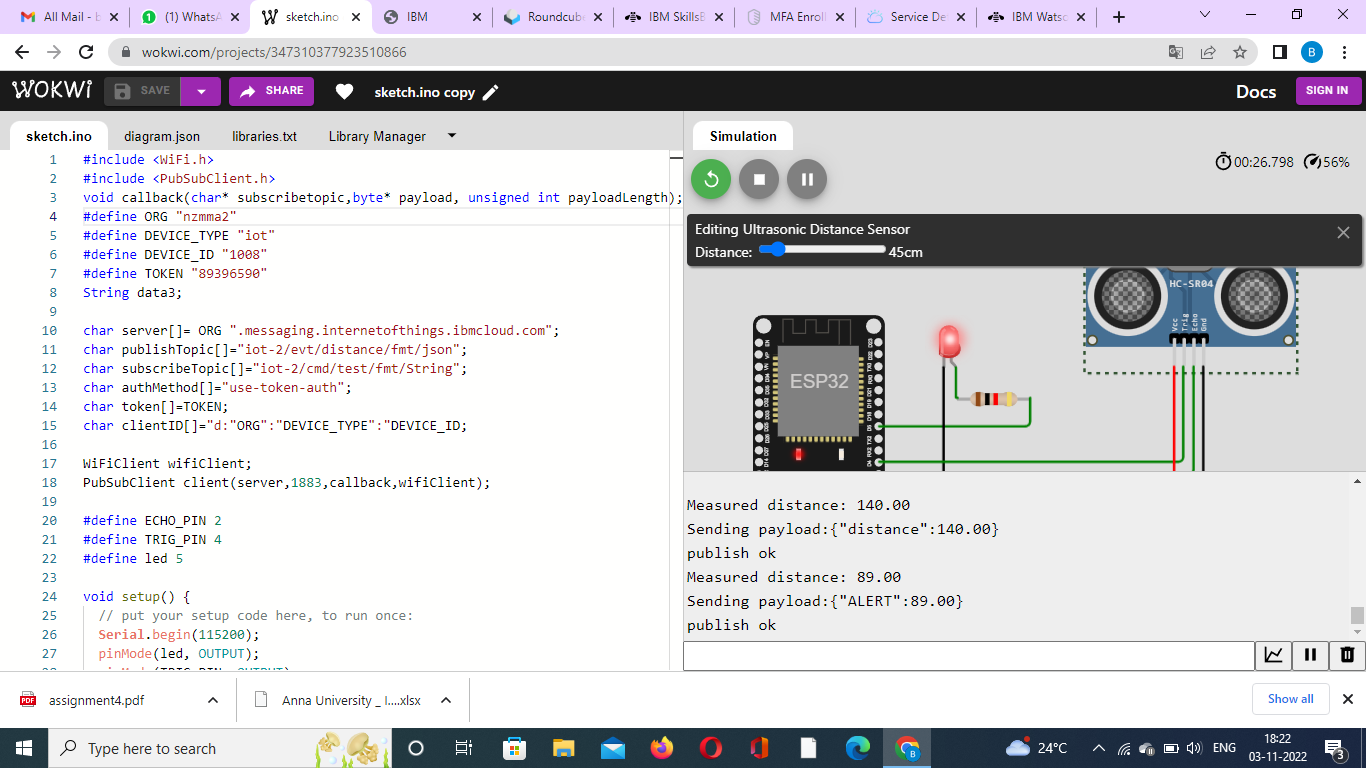 All Mail - b
(1) WhatsA
sketch.ino
IBM
Roundcube
IBM SkillsB
MFA Enroll
Service De
IBM Watso
wokwi.com/projects/347310377923510866
B
WOKWI
SAVE
SHARE
sketch.ino copy
Docs
SIGN IN
sketch.ino
diagram.json
libraries.txt
Library Manager
Simulation
00:26.798
56%
1 #include <WiFi.h>
2 #include <PubSubClient.h>
3 void callback(char* subscribetopic,byte* payload, unsigned int payloadLength);
4 #define ORG "nzmma2"
5 #define DEVICE_TYPE "iot"
6 #define DEVICE_ID "1008"
7 #define TOKEN "89396590"
8 String data3;
9
10 char server[]= ORG ".messaging.internetofthings.ibmcloud.com";
11 char publishTopic[]="iot-2/evt/distance/fmt/json";
12 char subscribeTopic[]="iot-2/cmd/test/fmt/String";
13 char authMethod[]="use-token-auth";
14 char token[]=TOKEN;
15 char clientID[]="d:"ORG":"DEVICE_TYPE":"DEVICE_ID;
16
17 WiFiClient wifiClient;
18 PubSubClient client(server,1883,callback,wifiClient);
19
20 #define ECHO_PIN 2
21 #define TRIG_PIN 4
22 #define led 5
23
24 void setup() {
25 // put your setup code here, to run once:
26 Serial.begin(115200);
27 pinMode(led, OUTPUT);
Editing Ultrasonic Distance Sensor
Distance: 45cm
HC-SR04
Vcc
Trig
Echo
Gnd
ESP32
Measured distance: 140.00
Sending payload:{"distance":140.00}
publish ok
Measured distance: 89.00
Sending payload:{"ALERT":89.00}
publish ok
PDF
assignment4.pdf
Anna University _ I....xlsx
Show all
Type here to search
B
24°C
ENG
18:22
03-11-2022
3